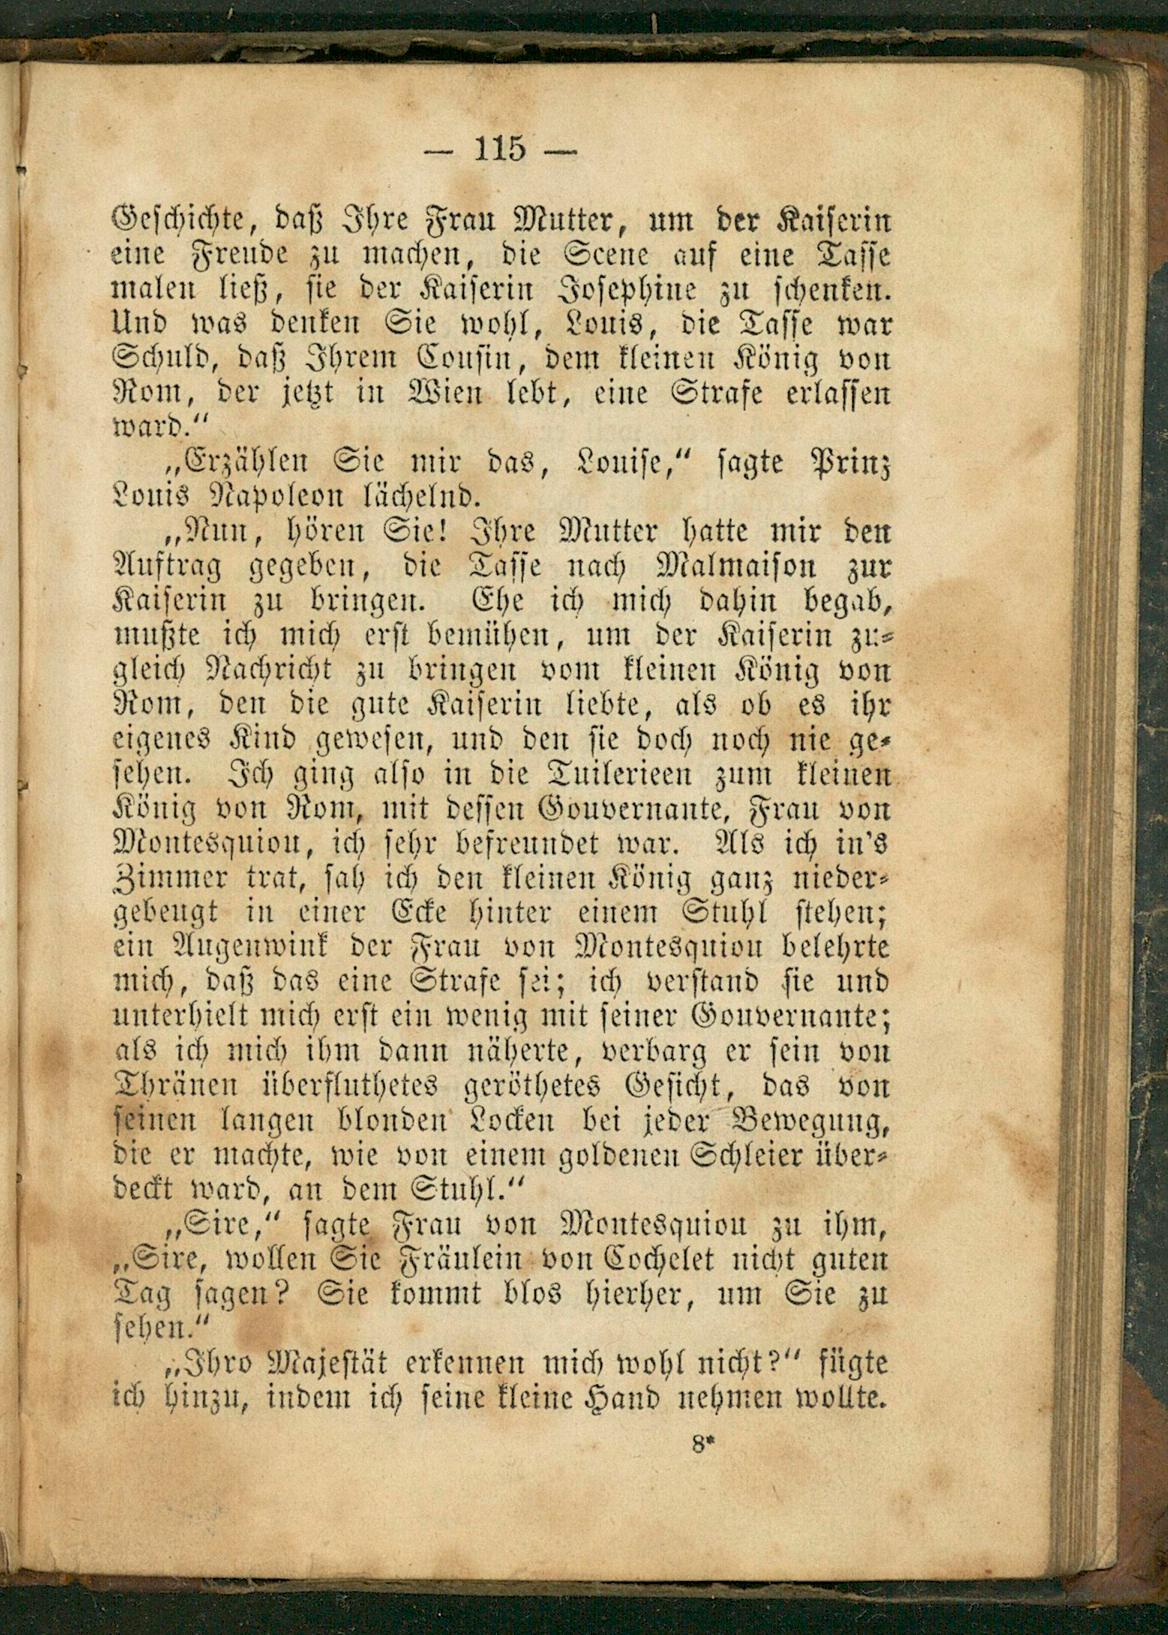 — 115 —
Geschichte, daß Ihre Frau Mutter, um der Kaiserin
eine Freude zu machen, die Scene auf eine Tasse
malen ließ, sie der Kaiserin Josephine zu schenken.
Und was denken Sie wohl, Louis, die Tasse war
Schuld, daß Ihrem Cousin, dem kleinen König von
Rom, der jetzt in Wien lebt, eine Strafe erlassen
ward.“
„Erzählen Sie mir das, Louise,“ sagte Prinz
Louis Napoleon lächelnd.
„Nun, hören Sie! Ihre Mutter hatte mir den
Auftrag gegeben, die Tasse nach Malmaison zur
Kaiserin zu bringen. Ehe ich mich dahin begab,
mußte ich mich erst bemühen, um der Kaiserin zu-
gleich Nachricht zu bringen vom kleinen König von
Rom, den die gute Kaiserin liebte, als ob es ihr
eigenes Kind gewesen, und den sie doch noch nie ge-
sehen. Ich ging also in die Tuilerieen zum kleinen
König von Rom, mit dessen Gouvernante, Frau von
Montesquiou, ich sehr befreundet war. Als ich in's
Zimmer trat, sah ich den kleinen König ganz nieder-
gebeugt in einer Ecke hinter einem Stuhl stehen;
ein Augenwink der Frau von Montesquiou belehrte
mich, daß das eine Strafe sei; ich verstand sie und
unterhielt mich erst ein wenig mit seiner Gouvernante;
als ich mich ihm dann näherte, verbarg er sein von
Thränen überfluthetes geröthetes Gesicht, das von
seinen langen blonden Locken bei jeder Bewegung,
die er machte, wie von einem goldenen Schleier über-
deckt ward, an dem Stuhl.“
„Sire,“ sagte Frau von Montesquiou zu ihm,
„Sire, wollen Sie Fräulein von Cochelet nicht guten
Tag sagen? Sie kommt blos hierher, um Sie zu
sehen.“
„Ihro Majestät erkennen mich wohl nicht?“ fügte
ich hinzu, indem ich seine kleine Hand nehmen wollte.
8*